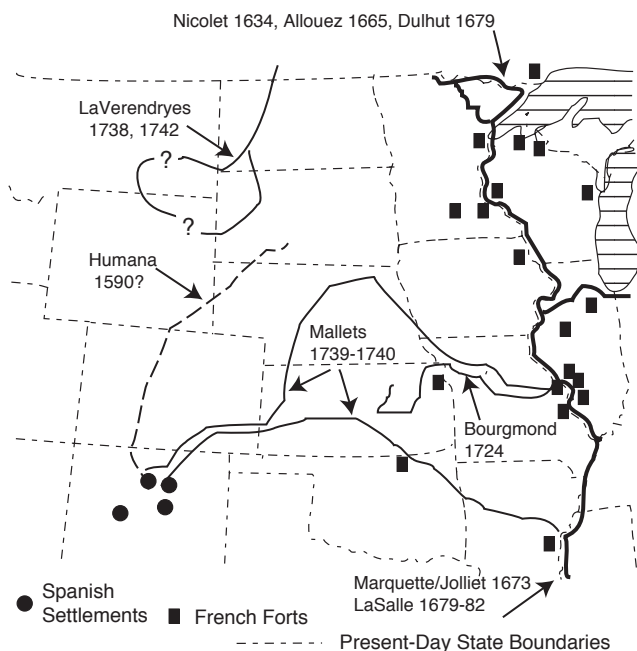 Nicolet 1634, Allouez 1665, Dulhut 1679
LaVerendryes
1738, 1742
?
?
Humana
1590?
Mallets
1739-1740
Bourgmond
1724
Marquette/Jolliet 1673
LaSalle 1679-82
Spanish
Settlements
French Forts
Present-Day State Boundaries